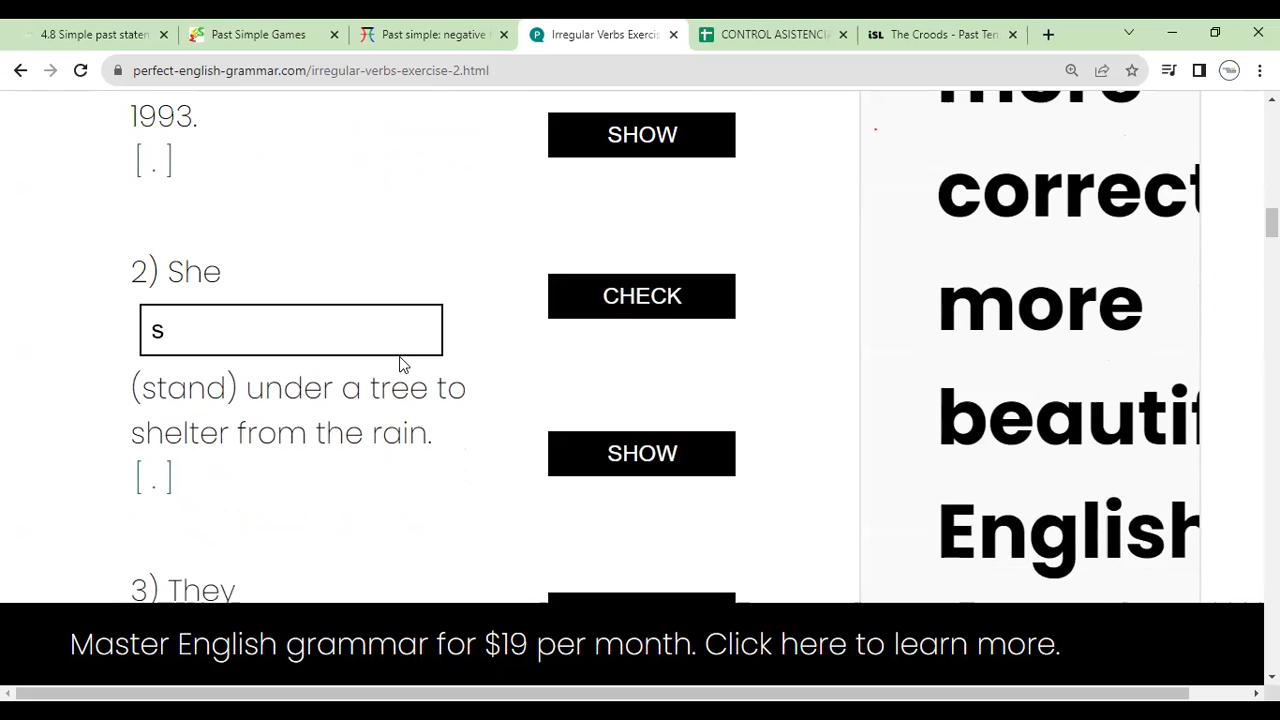 4.8 Simple past staten
Past Simple Games
Past simple: negative
Irregular Verbs Exerci
CONTROL ASISTENCIA
iSL
The Croods - Past Ten
perfect-english-grammar.com/irregular-verbs-exercise-2.html
1993.
[ . ]
SHOW
2) She
CHECK
s
(stand) under a tree to
shelter from the rain.
[ . ]
SHOW
3) They
more
correct
more
beautif
English
Master English grammar for $19 per month. Click here to learn more.